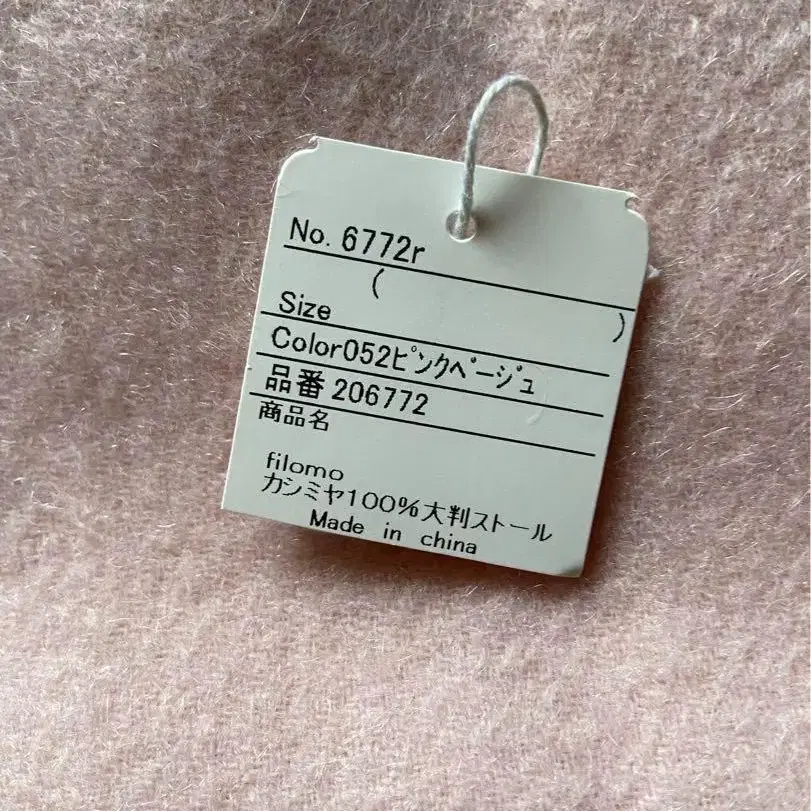 No. 6772r
(
Size )
Color052ﾋﾟﾝｸﾍﾞｰｼﾞｭ
品番 206772
商品名
filomo
カシミヤ100％大判ストール
Made in china